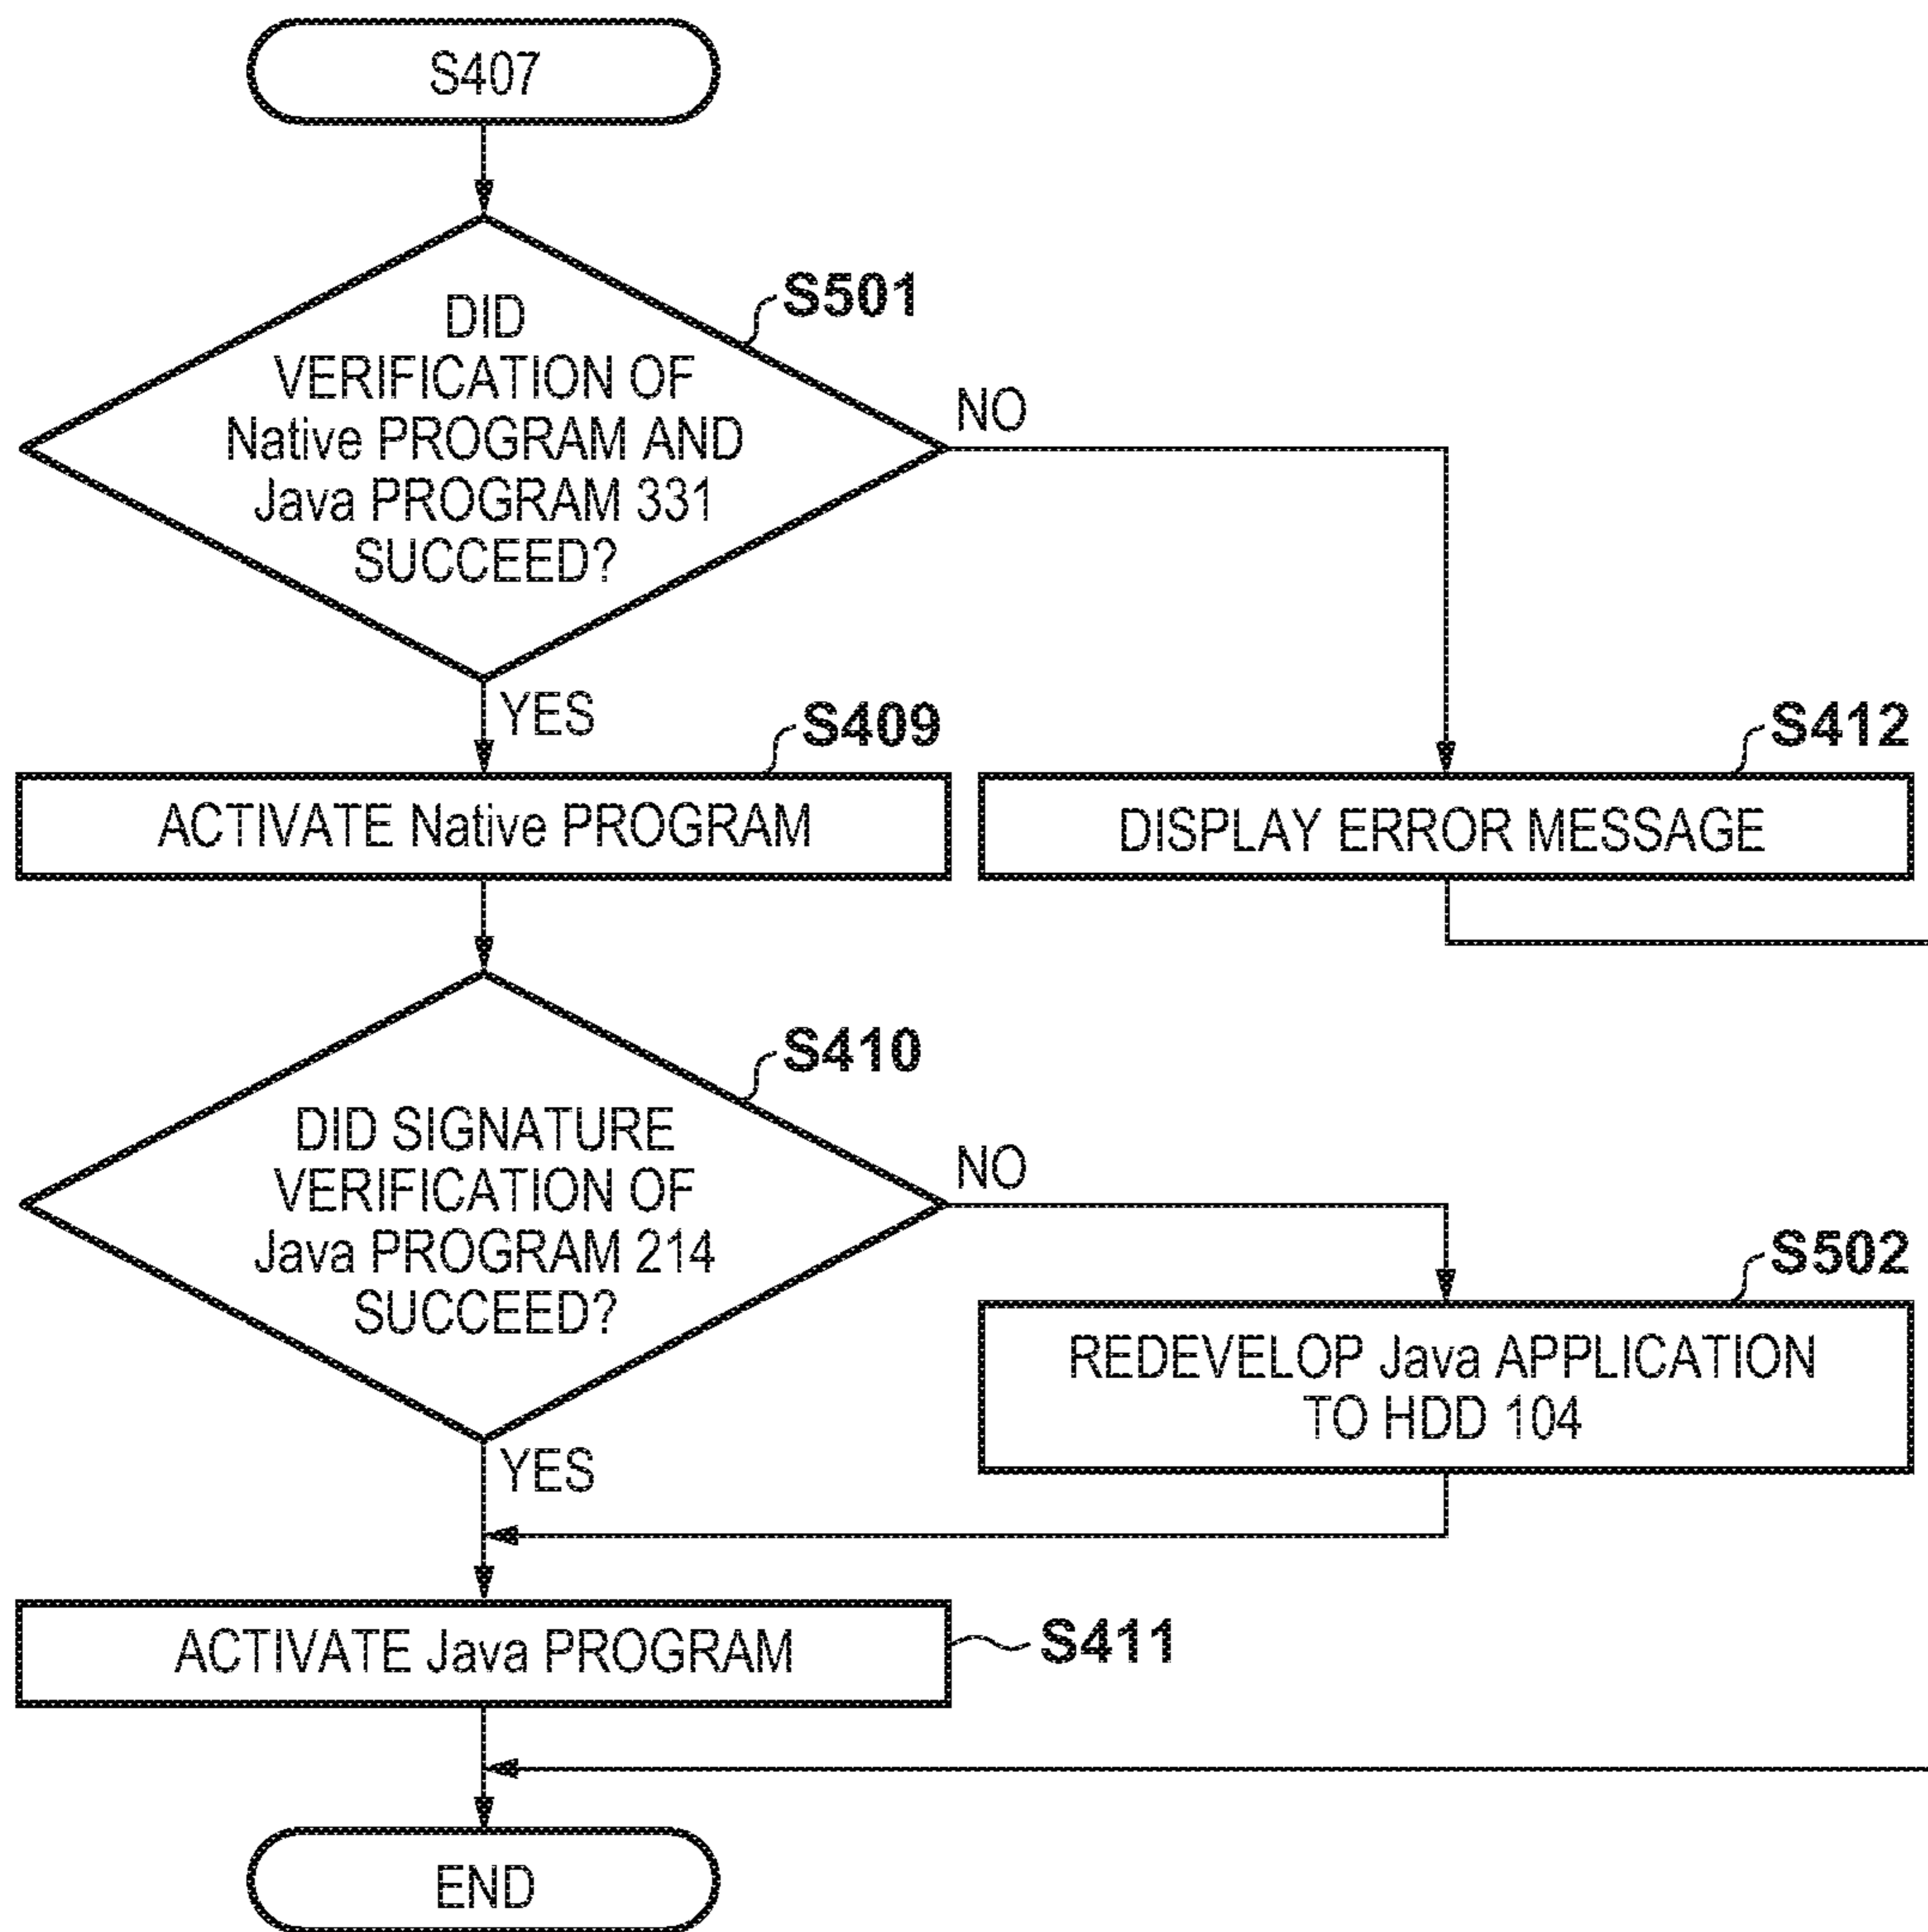 S407
S501
DID
VERIFICATION OF
Native PROGRAM AND
Java PROGRAM 331
SUCCEED?
NO
YES
S409
S412
ACTIVATE Native PROGRAM
DISPLAY ERROR MESSAGE
S410
DID SIGNATURE
VERIFICATION OF
Java PROGRAM 214
SUCCEED?
NO
S502
REDEVELOP Java APPLICATION
TO HDD 104
YES
ACTIVATE Java PROGRAM
S411
END